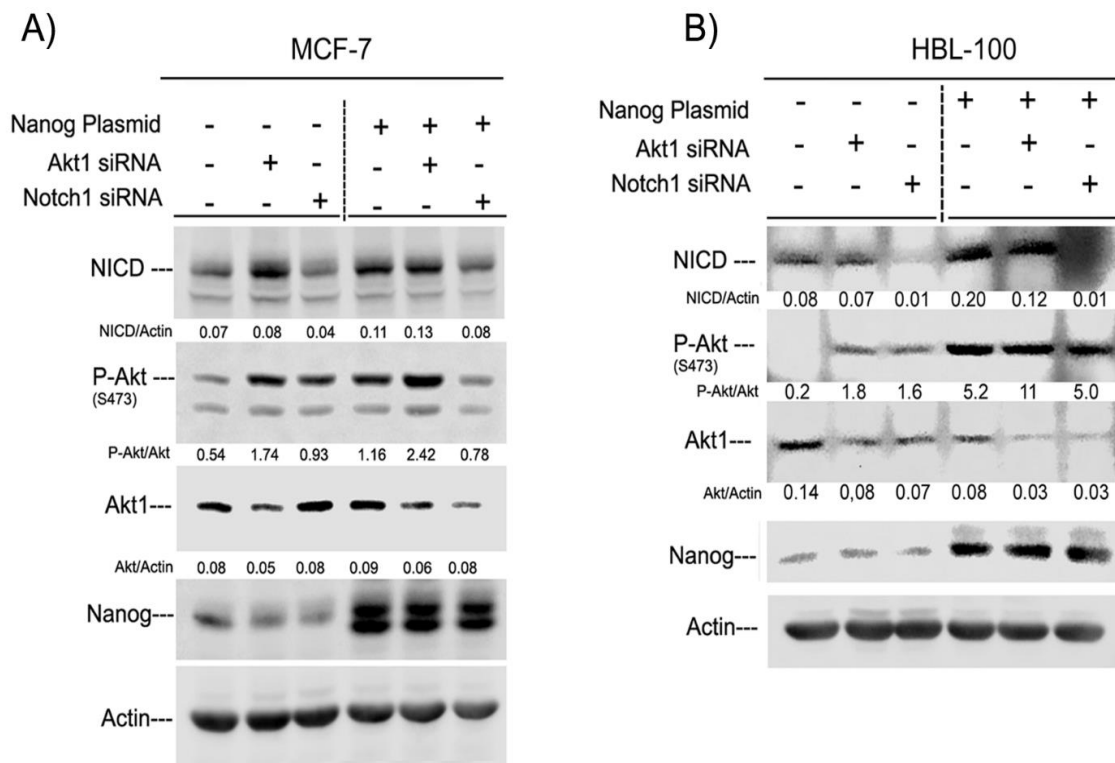 A)
MCF-7
Nanog Plasmid - - - + + +
Akt1 siRNA - + - - + -
Notch1 siRNA - - + - - +
NICD ---
NICD/Actin 0.07 0.08 0.04 0.11 0.13 0.08
P-Akt ---
(S473)
P-Akt/Akt 0.54 1.74 0.93 1.16 2.42 0.78
Akt1---
Akt/Actin 0.08 0.05 0.08 0.09 0.06 0.08
Nanog---
Actin---
B)
HBL-100
Nanog Plasmid - - - + + +
Akt1 siRNA - + - - + -
Notch1 siRNA - - + - - +
NICD ---
NICD/Actin 0.08 0.07 0.01 0.20 0.12 0.01
P-Akt ---
(S473)
P-Akt/Akt 0.2 1.8 1.6 5.2 11 5.0
Akt1---
Akt/Actin 0.14 0,08 0.07 0.08 0.03 0.03
Nanog---
Actin---